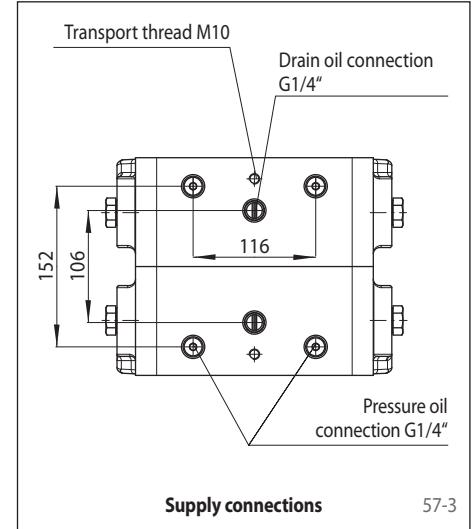 Transport thread M10
Drain oil connection
G1/4“
116
152
106
Pressure oil
connection G1/4“
Supply connections
57-3